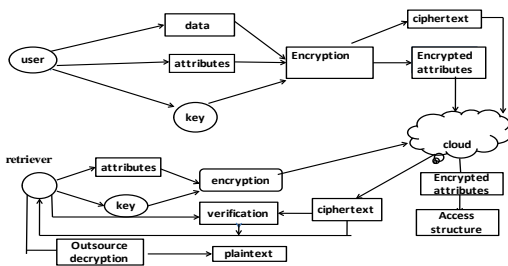 data
ciphertext
user
attributes
Encryption
Encrypted
attributes
key
cloud
retriever
attributes
key
encryption
Encrypted
attributes
verification
ciphertext
Access
structure
Outsource
decryption
plaintext